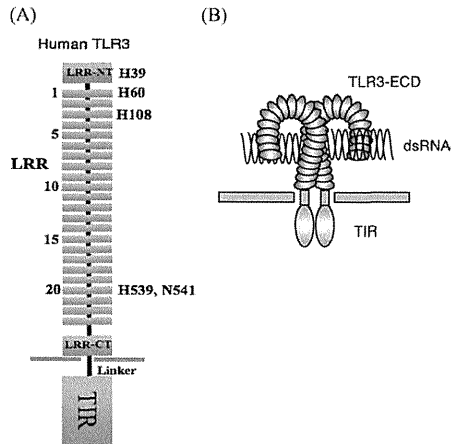 (A)
Human TLR3
LRR-NT H39
1 H60
H108
5
LRR
10
15
20 H539, N541
LRR-CT
Linker
TIR
(B)
TLR3-ECD
dsRNA
TIR